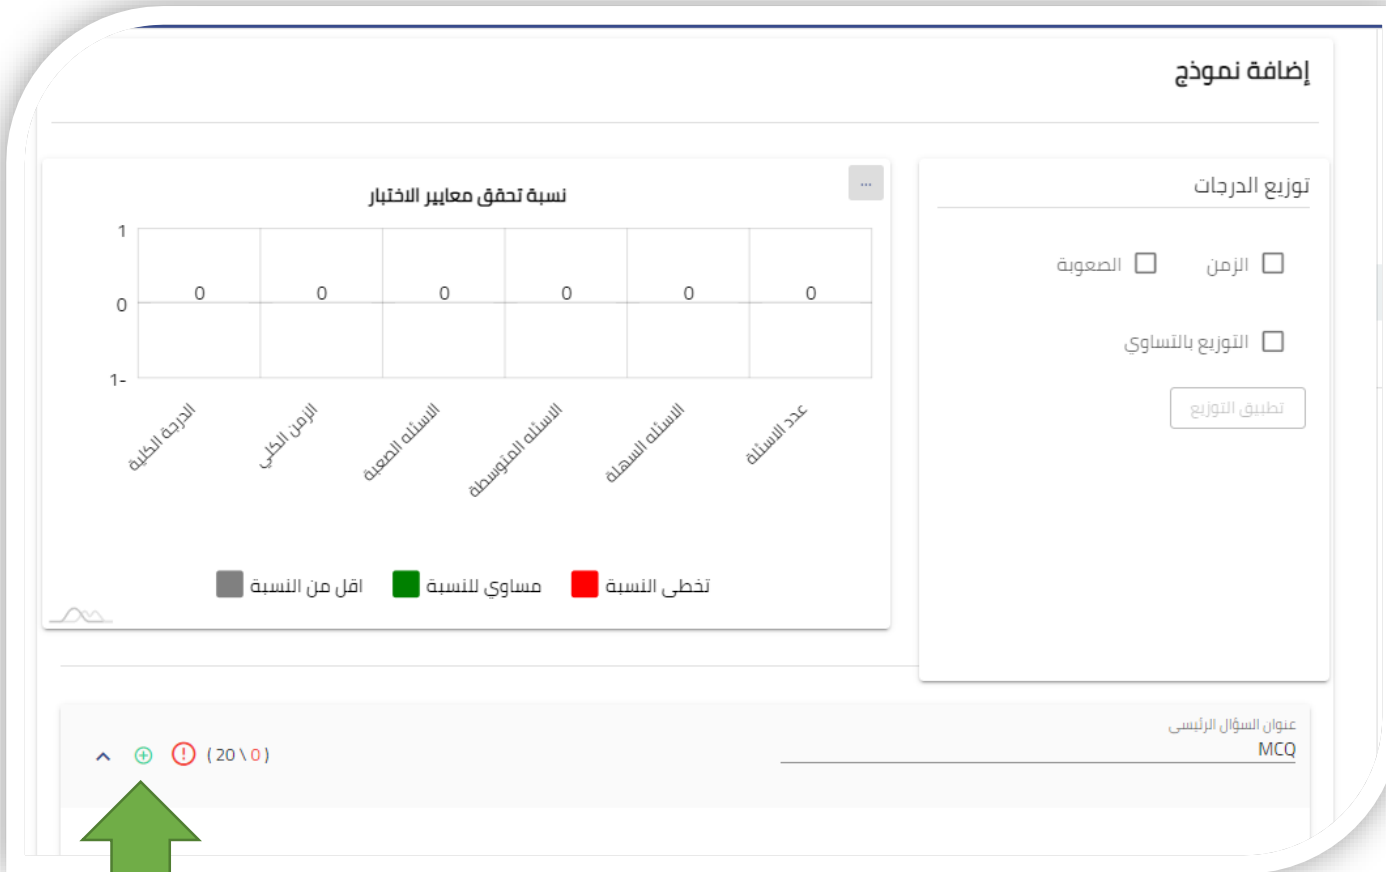 إضافة نموذج
توزيع الدرجات
الزمن
الصعوبة
التوزيع بالتساوي
تطبيق التوزيع
...
نسبة تحقق معايير الاختبار
1
0
1-
0 0 0 0 0 0
عدد الاسئلة
الاسئله السهلة
الاسئله المتوسطة
الاسئله الصعبة
الزمن الكلي
الدرجة الكلية
تخطى النسبة
مساوي للنسبة
اقل من النسبة
عنوان السؤال الرئيسى
MCQ
( 20 \ 0 )